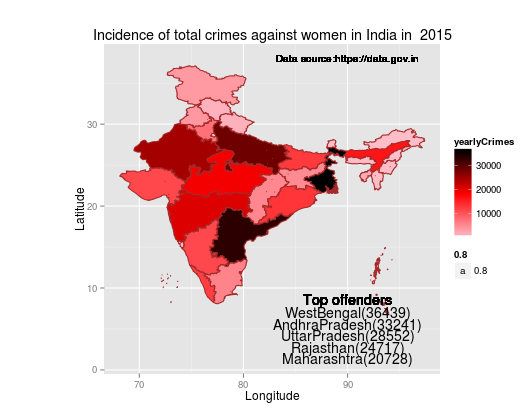 Incidence of total crimes against women in India in 2015
Data source:https://data.gov.in
Latitude
30
20
10
0
70
80
90
Longitude
Top offenders
WestBengal(36439)
AndhraPradesh(33241)
UttarPradesh(28552)
Rajasthan(24717)
Maharashtra(20728)
yearlyCrimes
30000
20000
10000
0.8
a 0.8